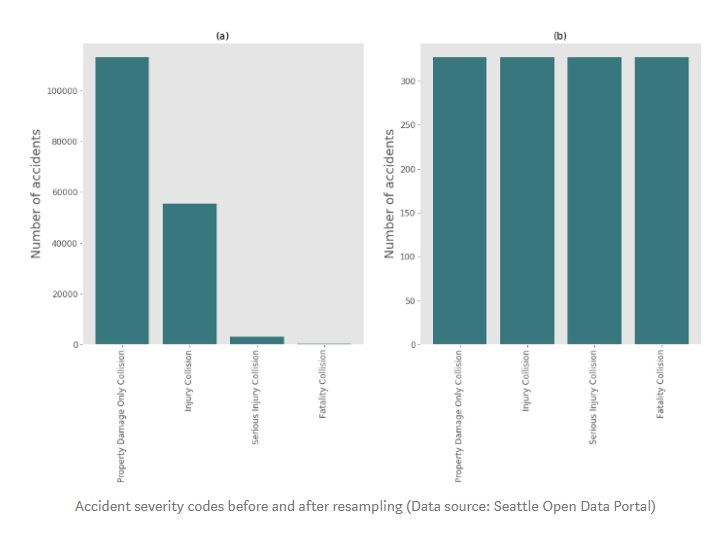 (a)
Number of accidents
100000
80000
60000
40000
20000
0
Property Damage Only Collision
Injury Collision
Serious Injury Collision
Fatality Collision
(b)
Number of accidents
300
250
200
150
100
50
0
Property Damage Only Collision
Injury Collision
Serious Injury Collision
Fatality Collision
Accident severity codes before and after resampling (Data source: Seattle Open Data Portal)